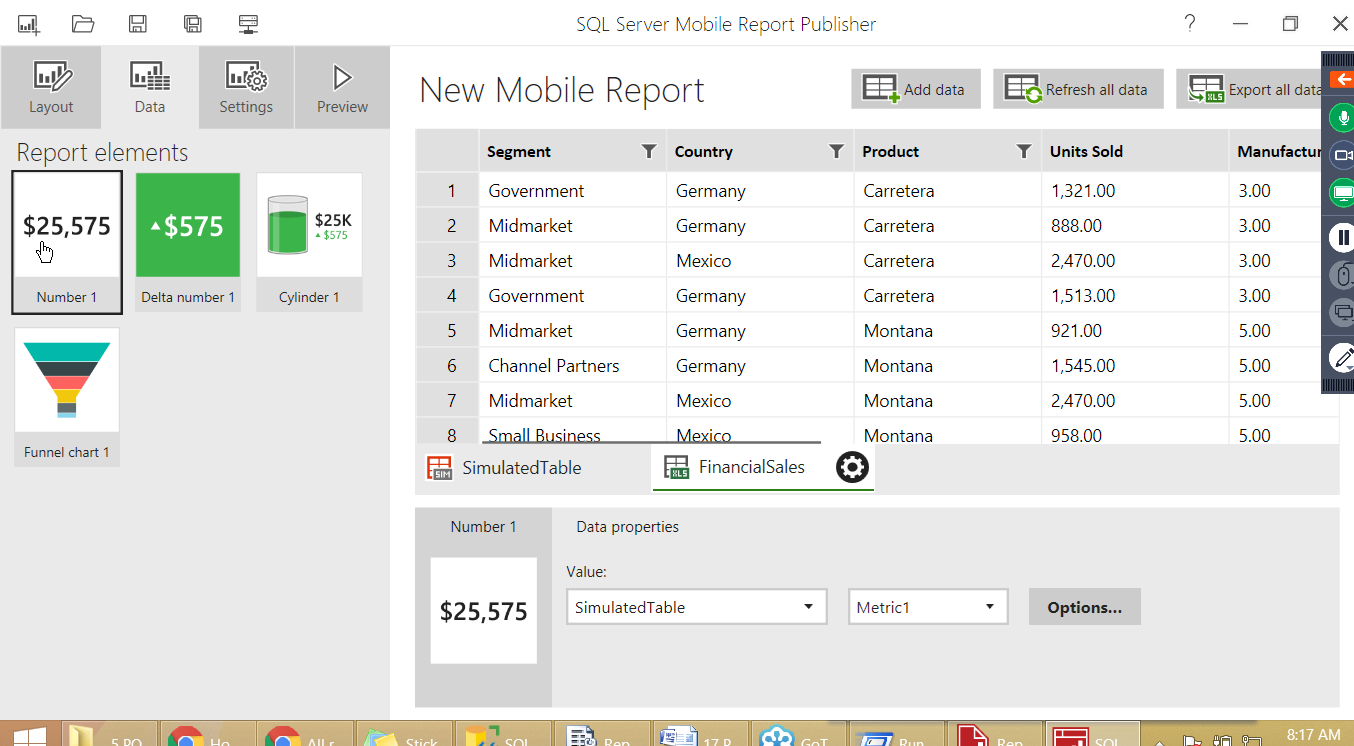 SQL Server Mobile Report Publisher
?
Layout
Data
Settings
Preview
New Mobile Report
Add data
Refresh all data
Export all data
Report elements
$25,575
Number 1
$575
Delta number 1
$25K
$575
Cylinder 1
Funnel chart 1
Segment Country Product Units Sold Manufactur
1 Government Germany Carretera 1,321.00 3.00
2 Midmarket Germany Carretera 888.00 3.00
3 Midmarket Mexico Carretera 2,470.00 3.00
4 Government Germany Carretera 1,513.00 3.00
5 Midmarket Germany Montana 921.00 5.00
6 Channel Partners Germany Montana 1,545.00 5.00
7 Midmarket Mexico Montana 2,470.00 5.00
8 Small Business Mexico Montana 958.00 5.00
SIM SimulatedTable
XLS FinancialSales
Number 1
$25,575
Data properties
Value:
SimulatedTable
Metric1
Options...
5 PO
Ho
All r
Stick
SQL
Rep
17 P
GoT
Run
Rep
SQL
8:17 AM